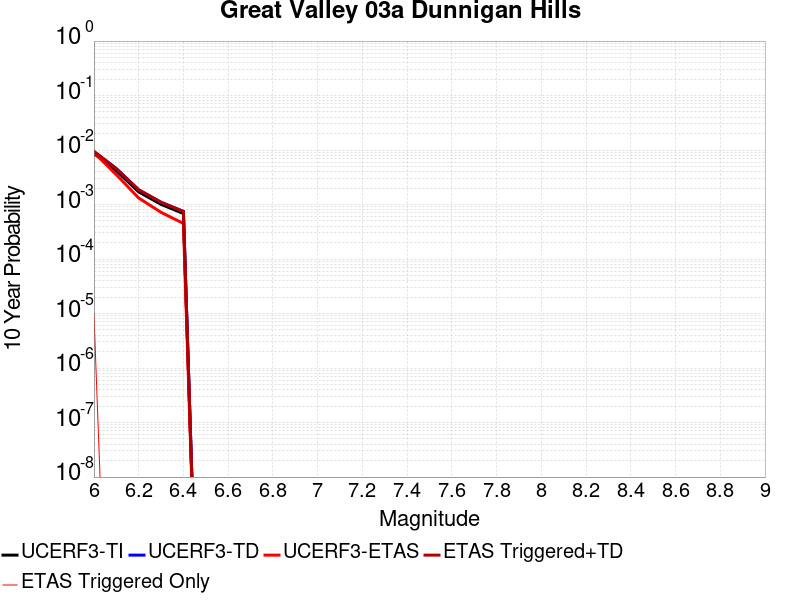 Great Valley 03a Dunnigan Hills
10^0
10^-1
10^-2
10^-3
10^-4
10^-5
10^-6
10^-7
10^-8
10 Year Probability
6 6.2 6.4 6.6 6.8 7 7.2 7.4 7.6 7.8 8 8.2 8.4 8.6 8.8 9
Magnitude
UCERF3-TI UCERF3-TD UCERF3-ETAS ETAS Triggered+TD
ETAS Triggered Only